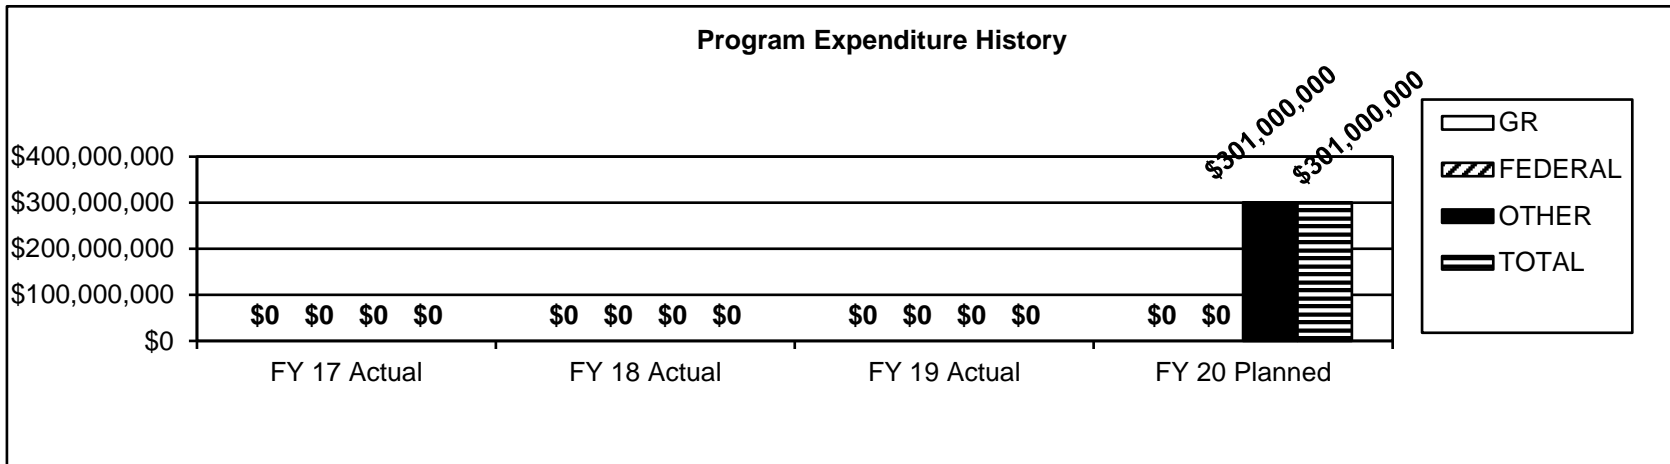 Program Expenditure History
$301,000,000 $301,000,000
GR
FEDERAL
OTHER
TOTAL
$400,000,000
$300,000,000
$200,000,000
$100,000,000
$0
$0 $0 $0 $0 $0 $0 $0 $0 $0 $0 $0 $0 $0 $0
FY 17 Actual FY 18 Actual FY 19 Actual FY 20 Planned